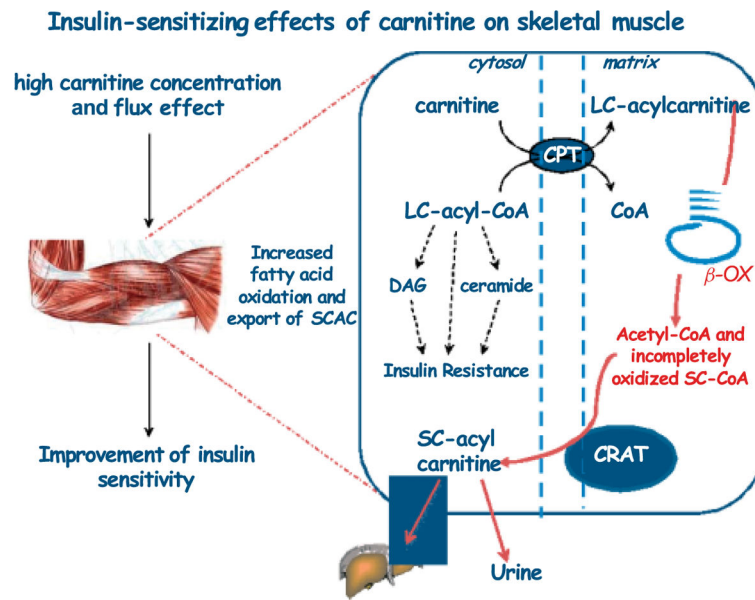 Insulin-sensitizing effects of carnitine on skeletal muscle
high carnitine concentration
and flux effect
Increased
fatty acid
oxidation and
export of SCAC
Improvement of insulin
sensitivity
cytosol
matrix
carnitine
LC-acylcarnitine
CPT
LC-acyl-CoA
CoA
DAG
ceramide
Insulin Resistance
β-OX
Acetyl-CoA and
incompletely
oxidized SC-CoA
SC-acyl
carnitine
CRAT
Urine